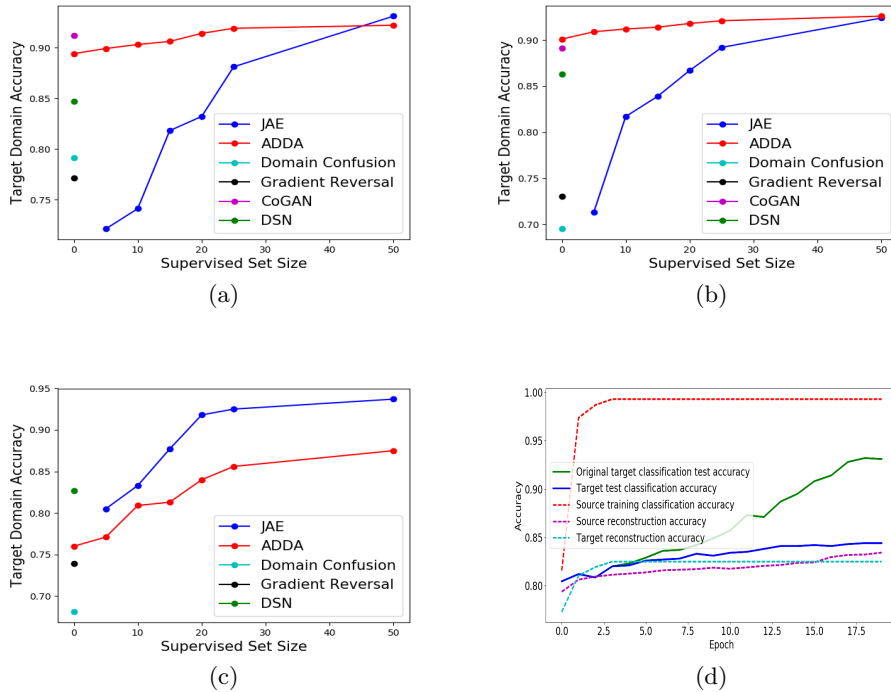 0.90
0.85
0.80
0.75
Target Domain Accuracy
JAE
ADDA
Domain Confusion
Gradient Reversal
CoGAN
DSN
0 10 20 30 40 50
Supervised Set Size
(a)
0.90
0.85
0.80
0.75
0.70
Target Domain Accuracy
JAE
ADDA
Domain Confusion
Gradient Reversal
CoGAN
DSN
0 10 20 30 40 50
Supervised Set Size
(b)
0.95
0.90
0.85
0.80
0.75
0.70
Target Domain Accuracy
JAE
ADDA
Domain Confusion
Gradient Reversal
DSN
0 10 20 30 40 50
Supervised Set Size
(c)
1.00
0.95
0.90
0.85
0.80
Accuracy
Original target classification test accuracy
Target test classification accuracy
Source training classification accuracy
Source reconstruction accuracy
Target reconstruction accuracy
0.0 2.5 5.0 7.5 10.0 12.5 15.0 17.5
Epoch
(d)